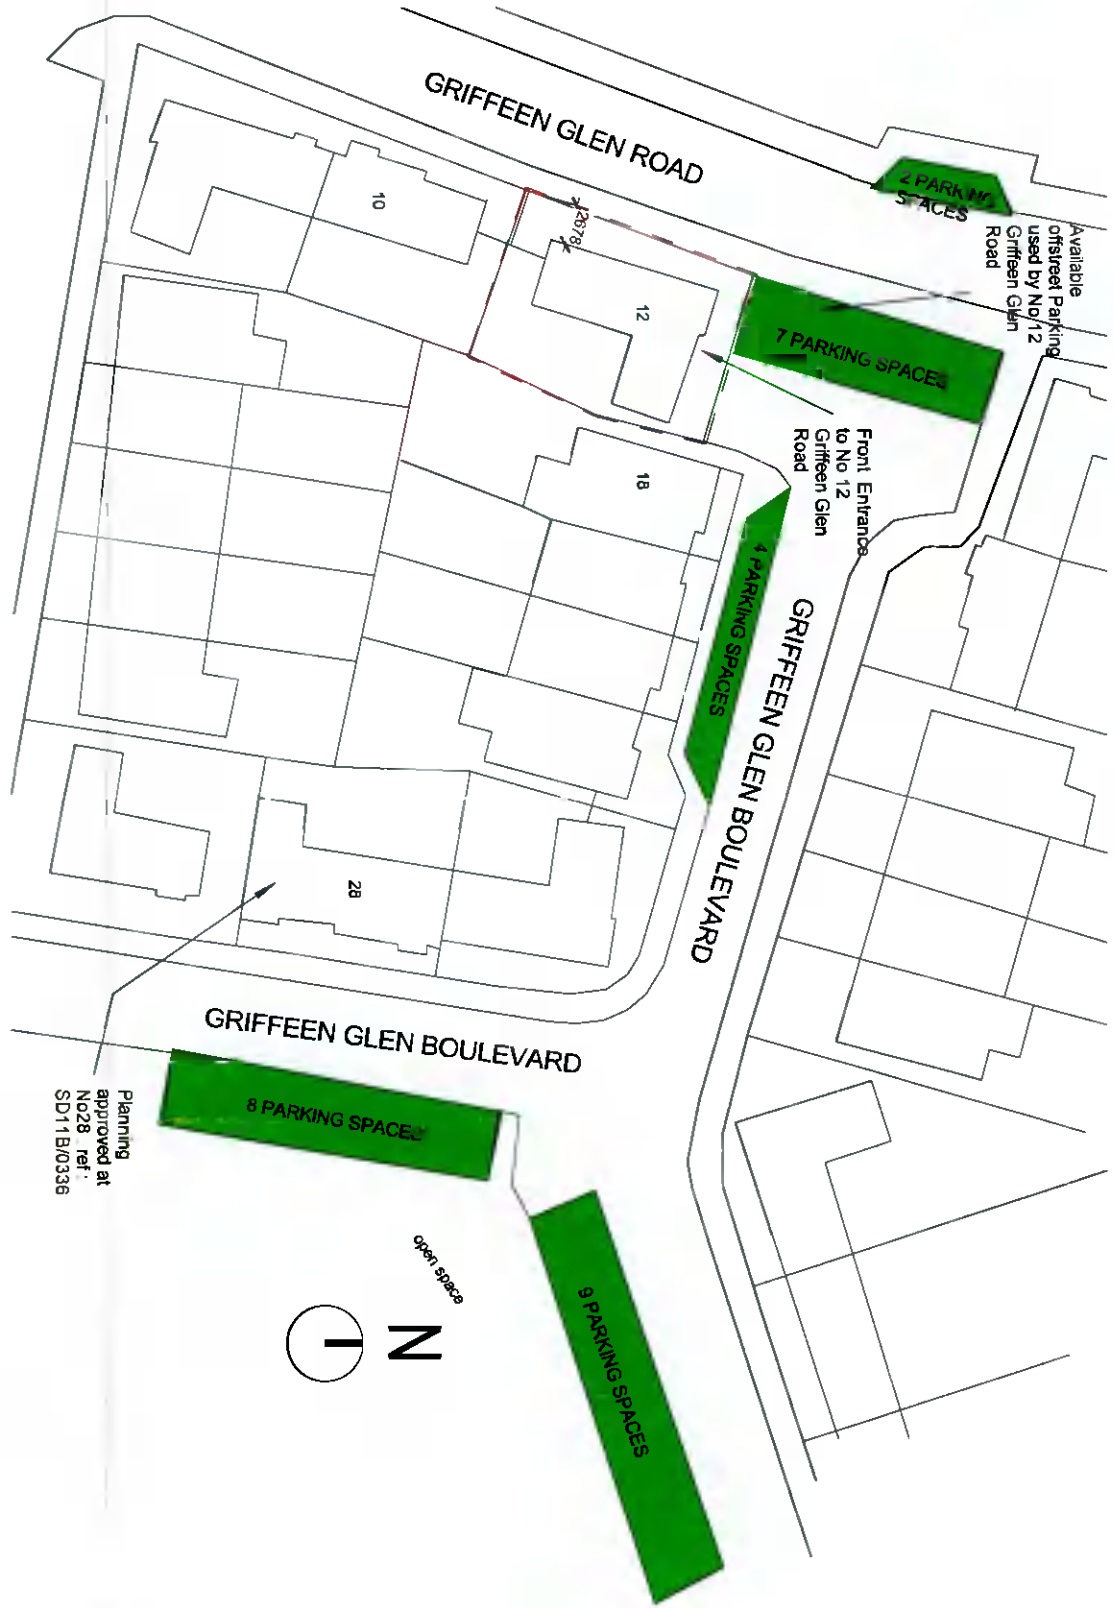 GRIFFEEN GLEN ROAD
2 PARKING
SPACES
Available
offstreet Parking
used by No 12
Griffeen Glen
Road
10
2678
12
7 PARKING SPACES
Front Entrance
to No 12
Griffeen Glen
Road
18
4 PARKING SPACES
GRIFFEEN GLEN BOULEVARD
28
GRIFFEEN GLEN BOULEVARD
8 PARKING SPACES
Planning
approved at
No28 ref :
SD11B/0336
open space
N
9 PARKING SPACES